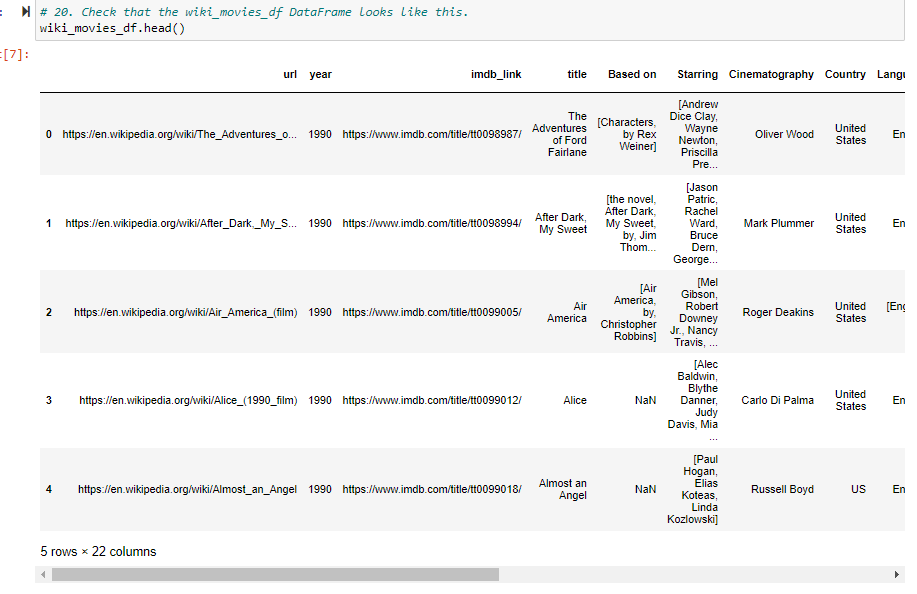 # 20. Check that the wiki_movies_df DataFrame looks like this.
wiki_movies_df.head()
[7]:
url year imdb_link title Based on Starring Cinematography Country Langu
0 https://en.wikipedia.org/wiki/The_Adventures_o... 1990 https://www.imdb.com/title/tt0098987/ The Adventures of Ford Fairlane [Characters, by Rex Weiner] [Andrew Dice Clay, Wayne Newton, Priscilla Pre... Oliver Wood United States En
1 https://en.wikipedia.org/wiki/After_Dark,_My_S... 1990 https://www.imdb.com/title/tt0098994/ After Dark, My Sweet [the novel, After Dark, My Sweet, by, Jim Thom... [Jason Patric, Rachel Ward, Bruce Dern, George... Mark Plummer United States En
2 https://en.wikipedia.org/wiki/Air_America_(film) 1990 https://www.imdb.com/title/tt0099005/ Air America [Air America, by, Christopher Robbins] [Mel Gibson, Robert Downey Jr., Nancy Travis, ... Roger Deakins United States [Eng
3 https://en.wikipedia.org/wiki/Alice_(1990_film) 1990 https://www.imdb.com/title/tt0099012/ Alice NaN [Alec Baldwin, Blythe Danner, Judy Davis, Mia ... Carlo Di Palma United States En
4 https://en.wikipedia.org/wiki/Almost_an_Angel 1990 https://www.imdb.com/title/tt0099018/ Almost an Angel NaN [Paul Hogan, Elias Koteas, Linda Kozlowski] Russell Boyd US En
5 rows × 22 columns